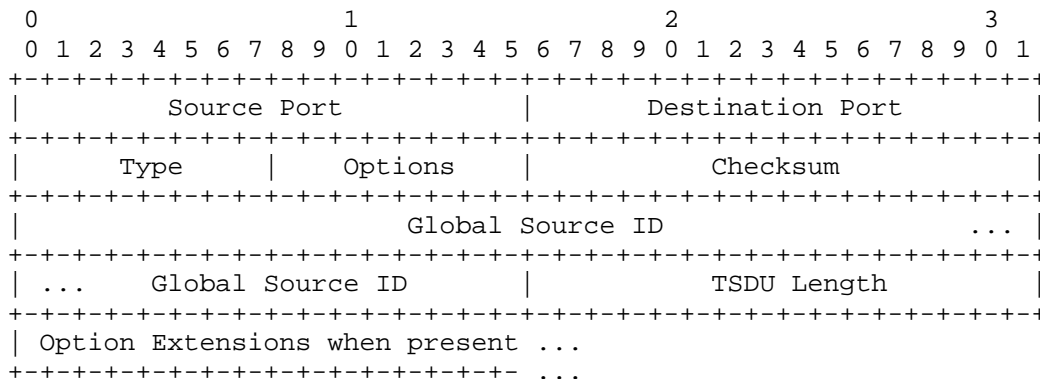 0                   1                   2                   3
 0 1 2 3 4 5 6 7 8 9 0 1 2 3 4 5 6 7 8 9 0 1 2 3 4 5 6 7 8 9 0 1
+-+-+-+-+-+-+-+-+-+-+-+-+-+-+-+-+-+-+-+-+-+-+-+-+-+-+-+-+-+-+-+-+
|         Source Port           |       Destination Port        |
+-+-+-+-+-+-+-+-+-+-+-+-+-+-+-+-+-+-+-+-+-+-+-+-+-+-+-+-+-+-+-+-+
|      Type     |    Options    |           Checksum            |
+-+-+-+-+-+-+-+-+-+-+-+-+-+-+-+-+-+-+-+-+-+-+-+-+-+-+-+-+-+-+-+-+
|                        Global Source ID                   ... |
+-+-+-+-+-+-+-+-+-+-+-+-+-+-+-+-+-+-+-+-+-+-+-+-+-+-+-+-+-+-+-+-+
| ...    Global Source ID       |           TSDU Length         |
+-+-+-+-+-+-+-+-+-+-+-+-+-+-+-+-+-+-+-+-+-+-+-+-+-+-+-+-+-+-+-+-+
| Option Extensions when present ...
+-+-+-+-+-+-+-+-+-+-+-+-+-+-+-+- ...